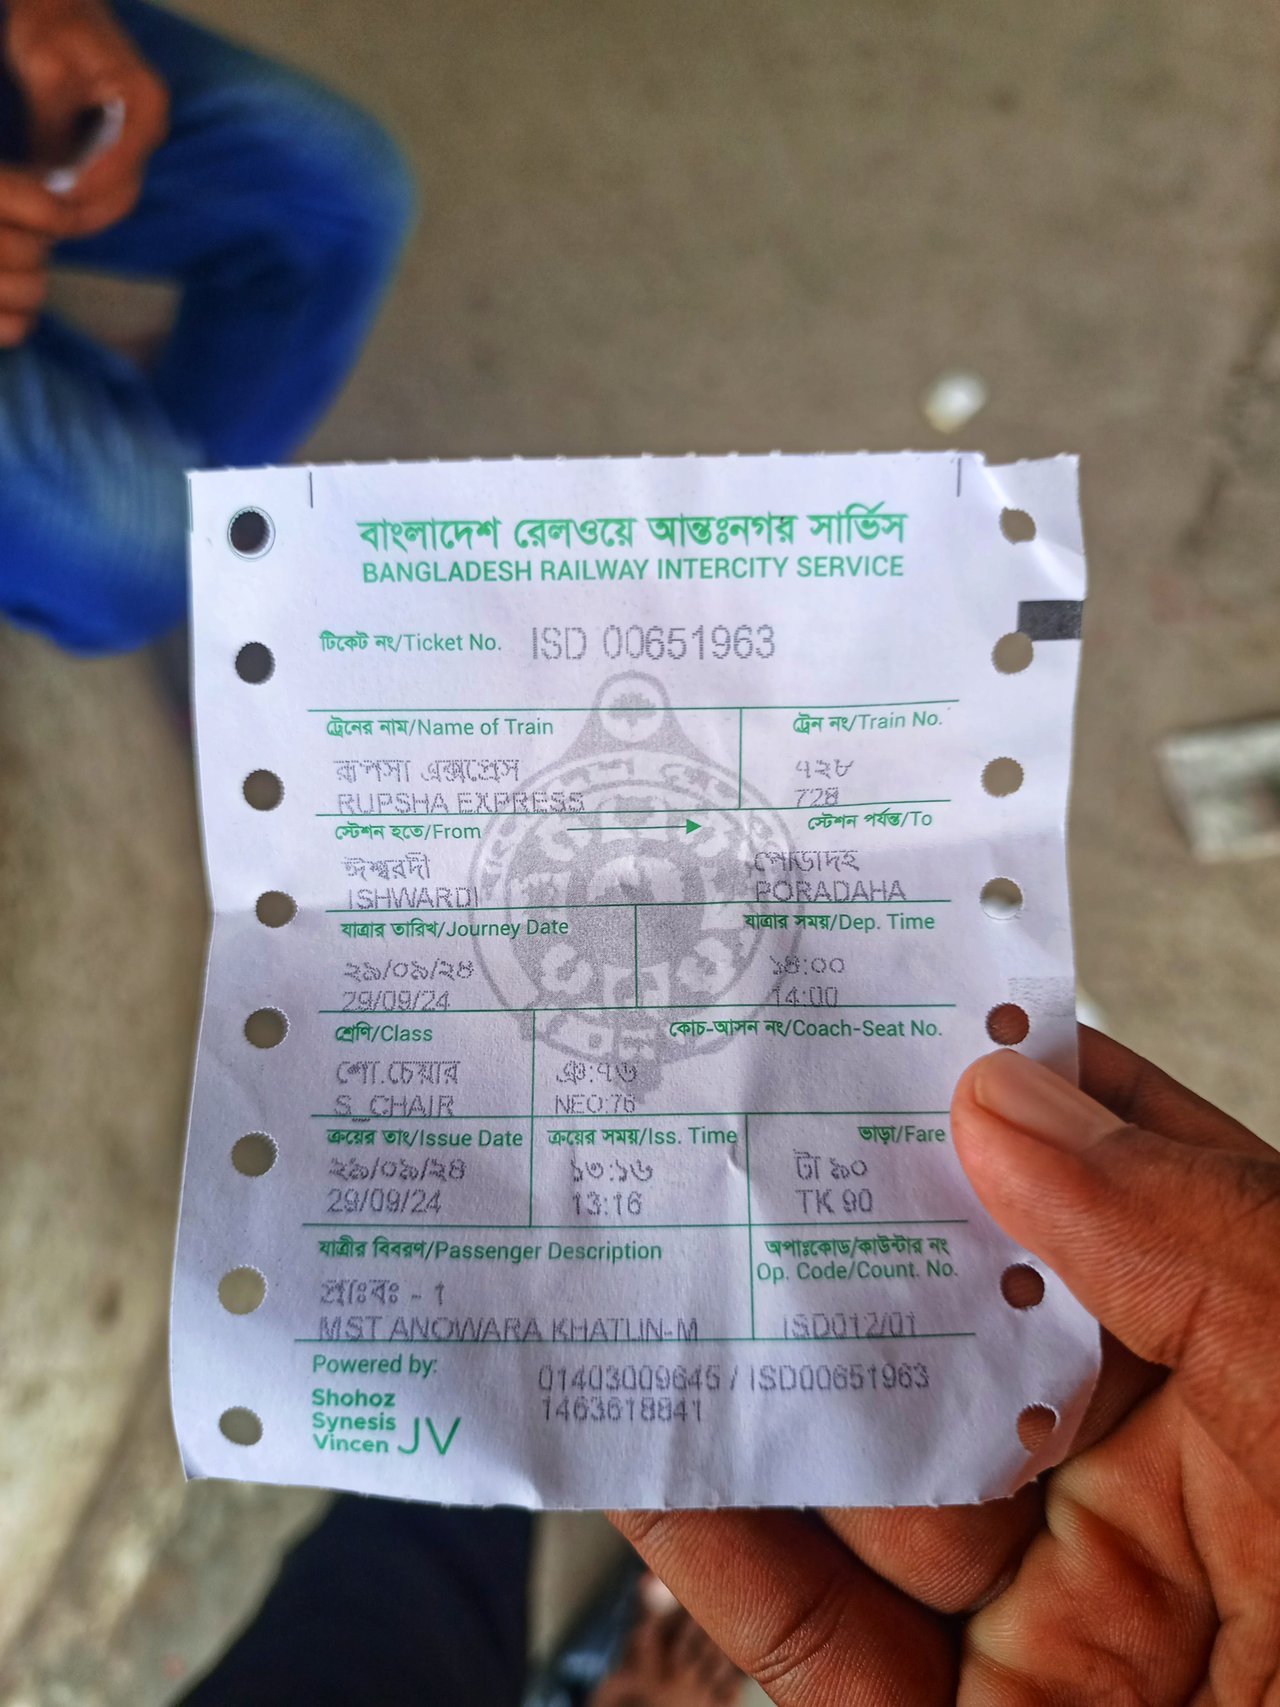 বাংলাদেশ রেলওয়ে আন্তঃনগর সার্ভিস
BANGLADESH RAILWAY INTERCITY SERVICE
টিকেট নং/Ticket No. ISD 00651963
ট্রেনের নাম/Name of Train ট্রেন নং/Train No.
রূপসা এক্সপ্রেস ৭২৮
RUPSHA EXPRESS 728
স্টেশন হতে/From স্টেশন পর্যন্ত/To
ঈশ্বরদী পোড়াদহ
ISHWARDI PORADAHA
যাত্রার তারিখ/Journey Date যাত্রার সময়/Dep. Time
২৯/০৯/২৪ ১৪:০০
29/09/24 14:00
শ্রেণি/Class কোচ-আসন নং/Coach-Seat No.
শো.চেয়ার ঞ:৭৬
S_CHAIR NEO:76
ক্রয়ের তাং/Issue Date ক্রয়ের সময়/Iss. Time ভাড়া/Fare
২৯/০৯/২৪ ১৩:১৬ টা ৯০
29/09/24 13:16 TK 90
যাত্রীর বিবরণ/Passenger Description অপাঃকোড/কাউন্টার নং
Op. Code/Count. No.
প্রাঃবঃ - 1
MST ANOWARA KHATUN-M ISD012/01
Powered by: 01403009645 / ISD00651963
1463618841
Shohoz
Synesis
Vincen JV